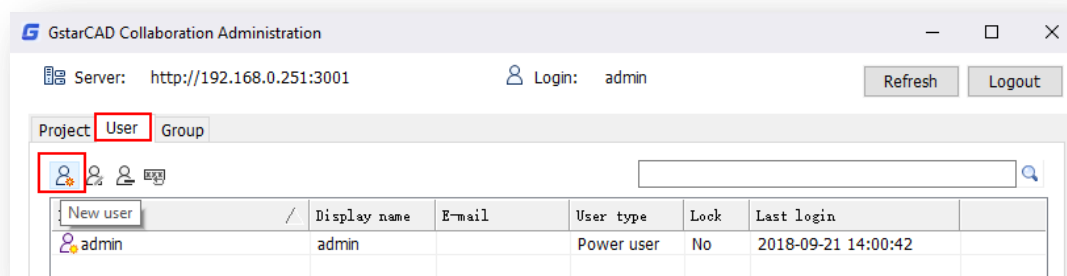 GstarCAD Collaboration Administration
Server: http://192.168.0.251:3001 Login: admin Refresh Logout
Project User Group
New user Display name E-mail User type Lock Last login
admin admin Power user No 2018-09-21 14:00:42